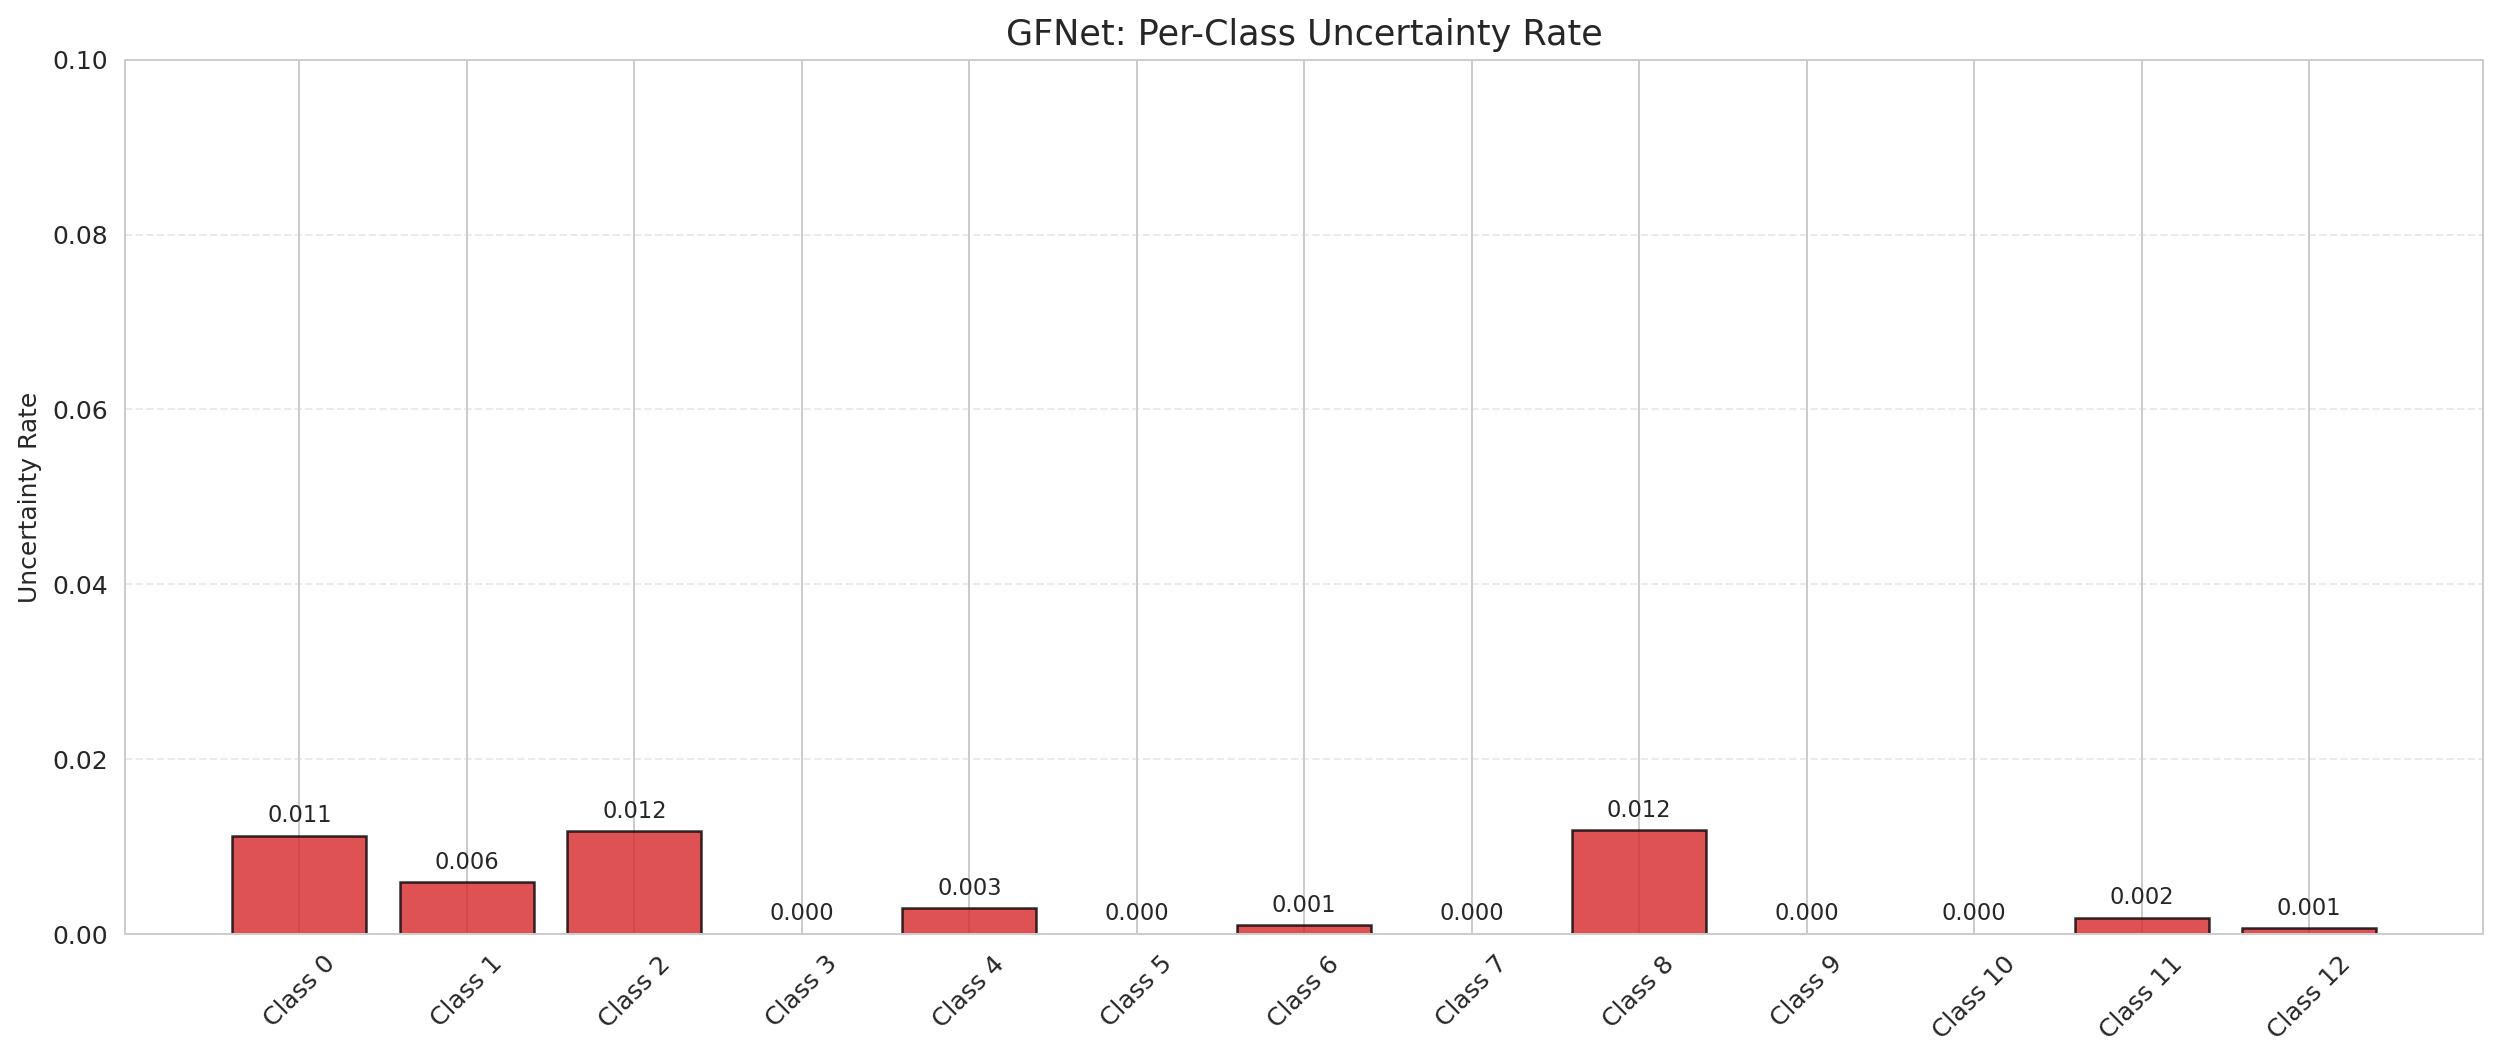 GFNet: Per-Class Uncertainty Rate
Uncertainty Rate
0.10
0.08
0.06
0.04
0.02
0.00
0.011
0.006
0.012
0.000
0.003
0.000
0.001
0.000
0.012
0.000
0.000
0.002
0.001
Class 0
Class 1
Class 2
Class 3
Class 4
Class 5
Class 6
Class 7
Class 8
Class 9
Class 10
Class 11
Class 12